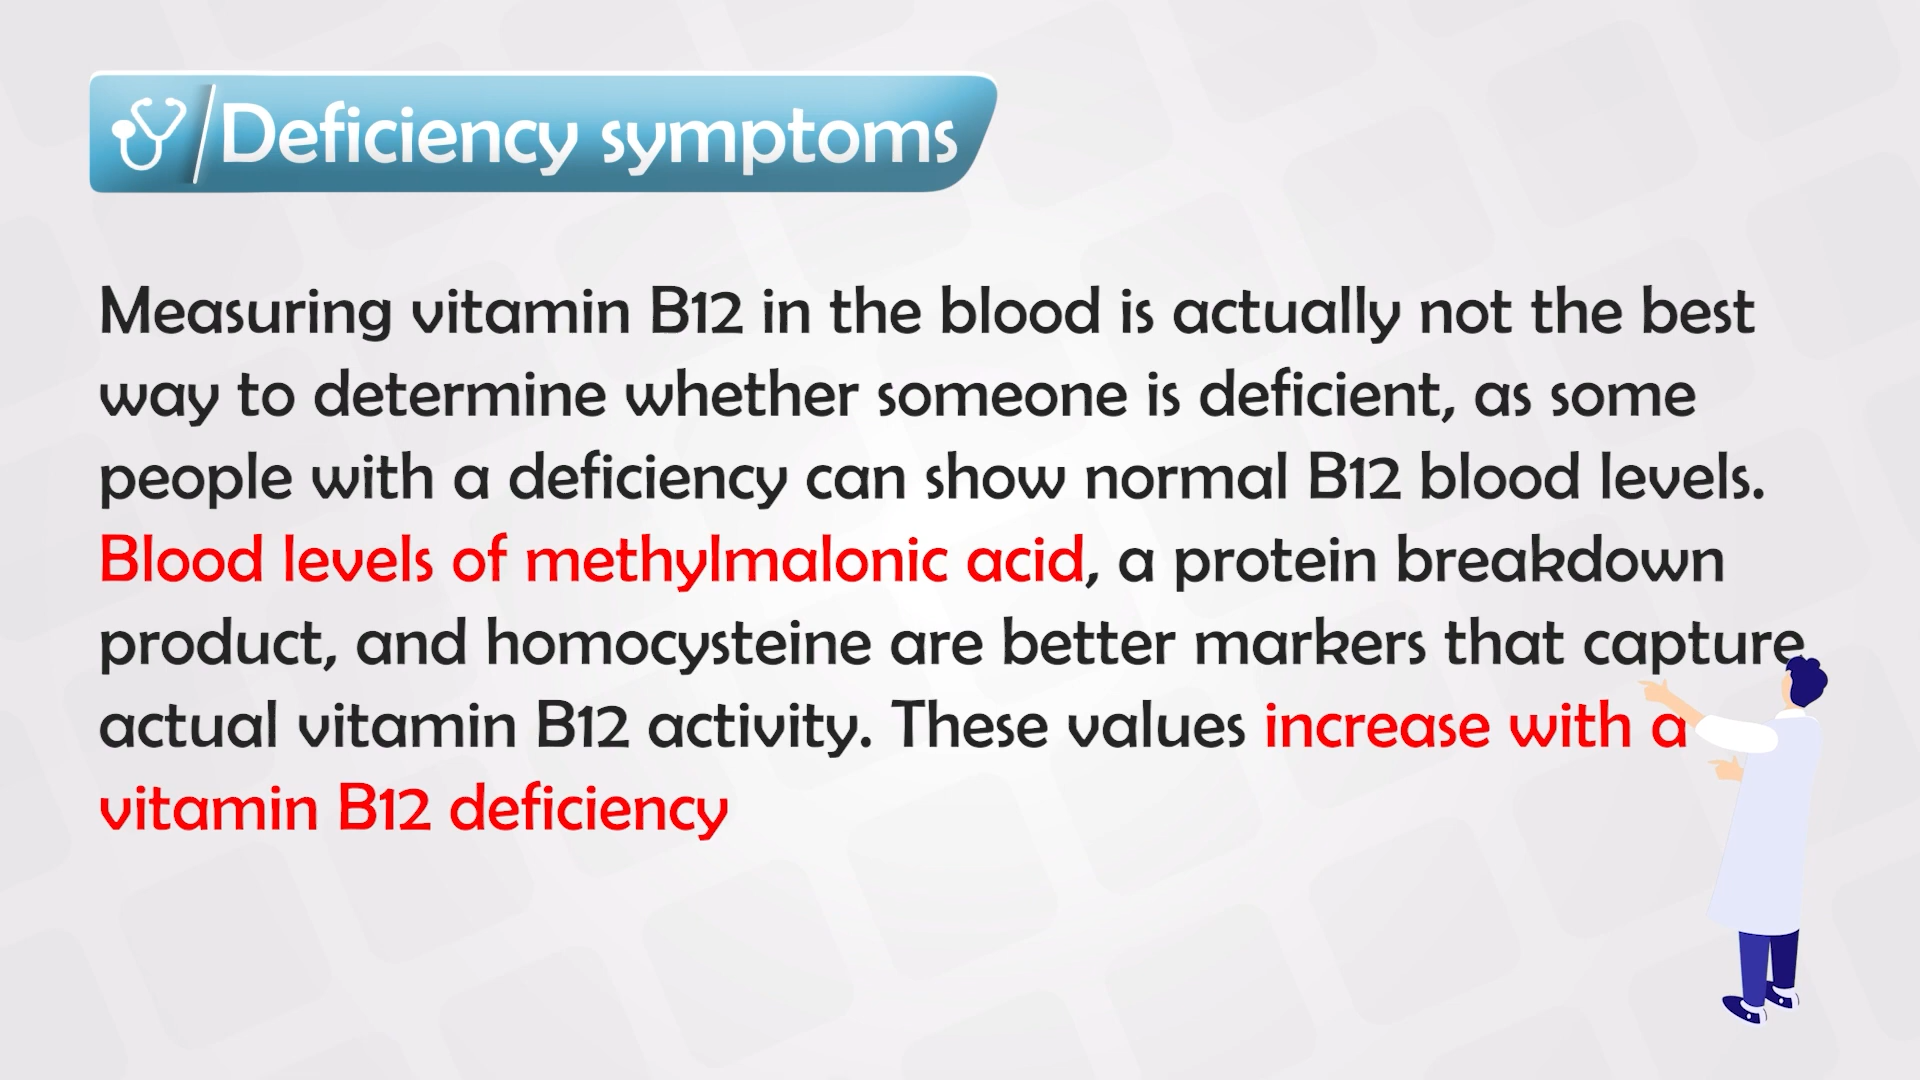 Deficiency symptoms
Measuring vitamin B12 in the blood is actually not the best
way to determine whether someone is deficient, as some
people with a deficiency can show normal B12 blood levels.
Blood levels of methylmalonic acid, a protein breakdown
product, and homocysteine are better markers that capture
actual vitamin B12 activity. These values increase with a
vitamin B12 deficiency